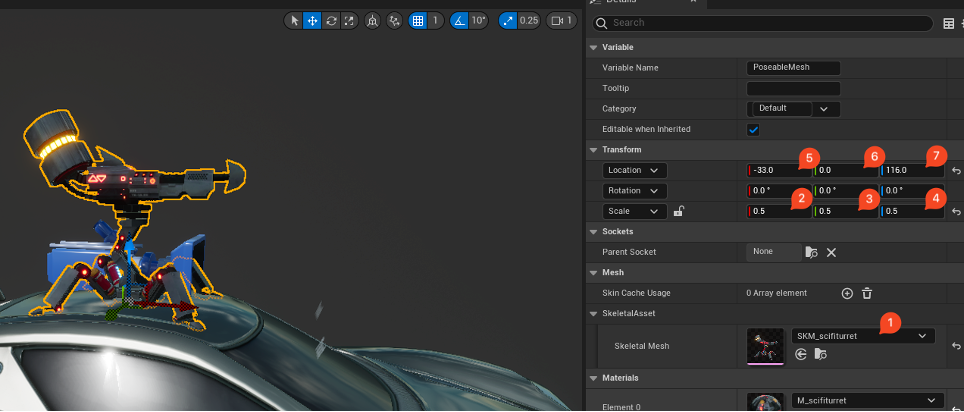 1 10° 0.25 1
Details
Search
Variable
Variable Name PoseableMesh
Tooltip
Category Default
Editable when Inherited
Transform
Location -33.0 5 0.0 6 116.0 7
Rotation 0.0 ° 0.0 ° 0.0 °
Scale 0.5 2 0.5 3 0.5 4
Sockets
Parent Socket None
Mesh
Skin Cache Usage 0 Array element
SkeletalAsset
Skeletal Mesh SKM_scifiturret 1
Materials
Element 0 M_scifiturret